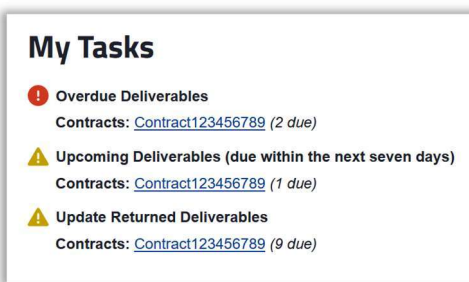 My Tasks
Overdue Deliverables
Contracts: Contract123456789 (2 due)
Upcoming Deliverables (due within the next seven days)
Contracts: Contract123456789 (1 due)
Update Returned Deliverables
Contracts: Contract123456789 (9 due)